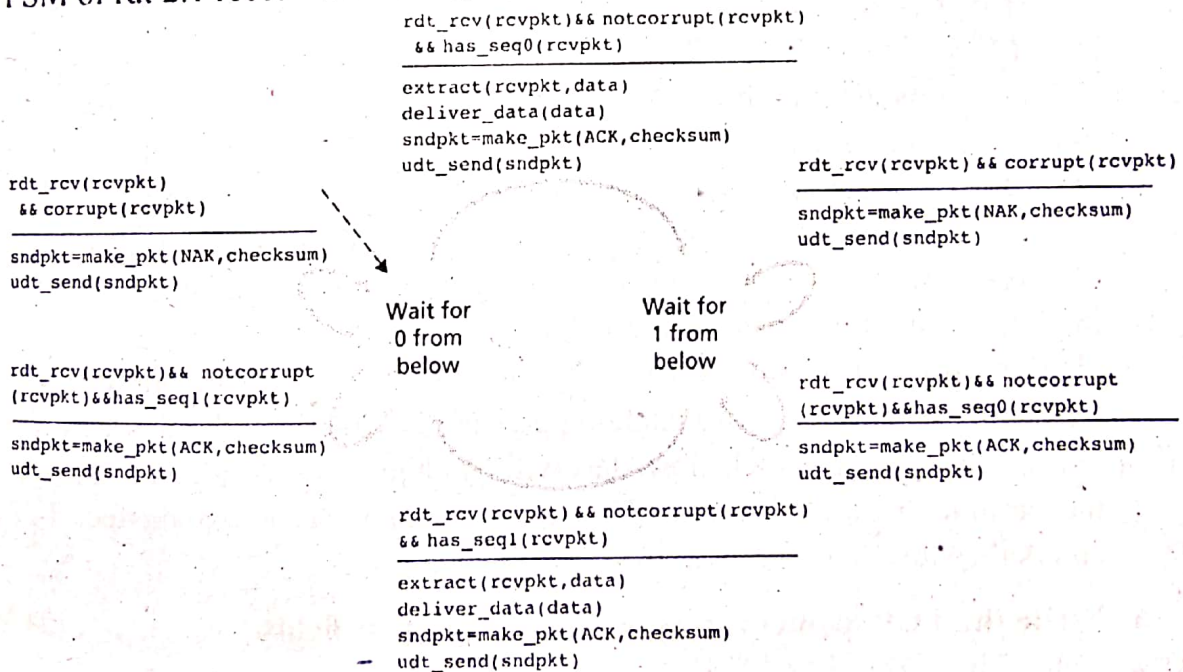 rdt_rcv(rcvpkt)&& notcorrupt(rcvpkt)
&& has_seq0(rcvpkt)
extract(rcvpkt,data)
deliver_data(data)
sndpkt=make_pkt(ACK,checksum)
udt_send(sndpkt)
rdt_rcv(rcvpkt)
&& corrupt(rcvpkt)
sndpkt=make_pkt(NAK,checksum)
udt_send(sndpkt)
rdt_rcv(rcvpkt) && corrupt(rcvpkt)
sndpkt=make_pkt(NAK,checksum)
udt_send(sndpkt)
Wait for
0 from
below
Wait for
1 from
below
rdt_rcv(rcvpkt)&& notcorrupt
(rcvpkt)&&has_seq1(rcvpkt)
sndpkt=make_pkt(ACK,checksum)
udt_send(sndpkt)
rdt_rcv(rcvpkt)&& notcorrupt
(rcvpkt)&&has_seq0(rcvpkt)
sndpkt=make_pkt(ACK,checksum)
udt_send(sndpkt)
rdt_rcv(rcvpkt) && notcorrupt(rcvpkt)
&& has_seq1(rcvpkt)
extract(rcvpkt,data)
deliver_data(data)
sndpkt=make_pkt(ACK,checksum)
udt_send(sndpkt)